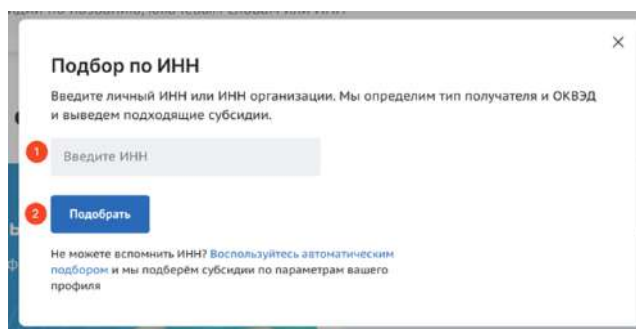 Подбор по ИНН
Введите личный ИНН или ИНН организации. Мы определим тип получателя и ОКВЭД
и выведем подходящие субсидии.
1
Введите ИНН
2
Подобрать
Не можете вспомнить ИНН? Воспользуйтесь автоматическим
подбором и мы подберём субсидии по параметрам вашего
профиля